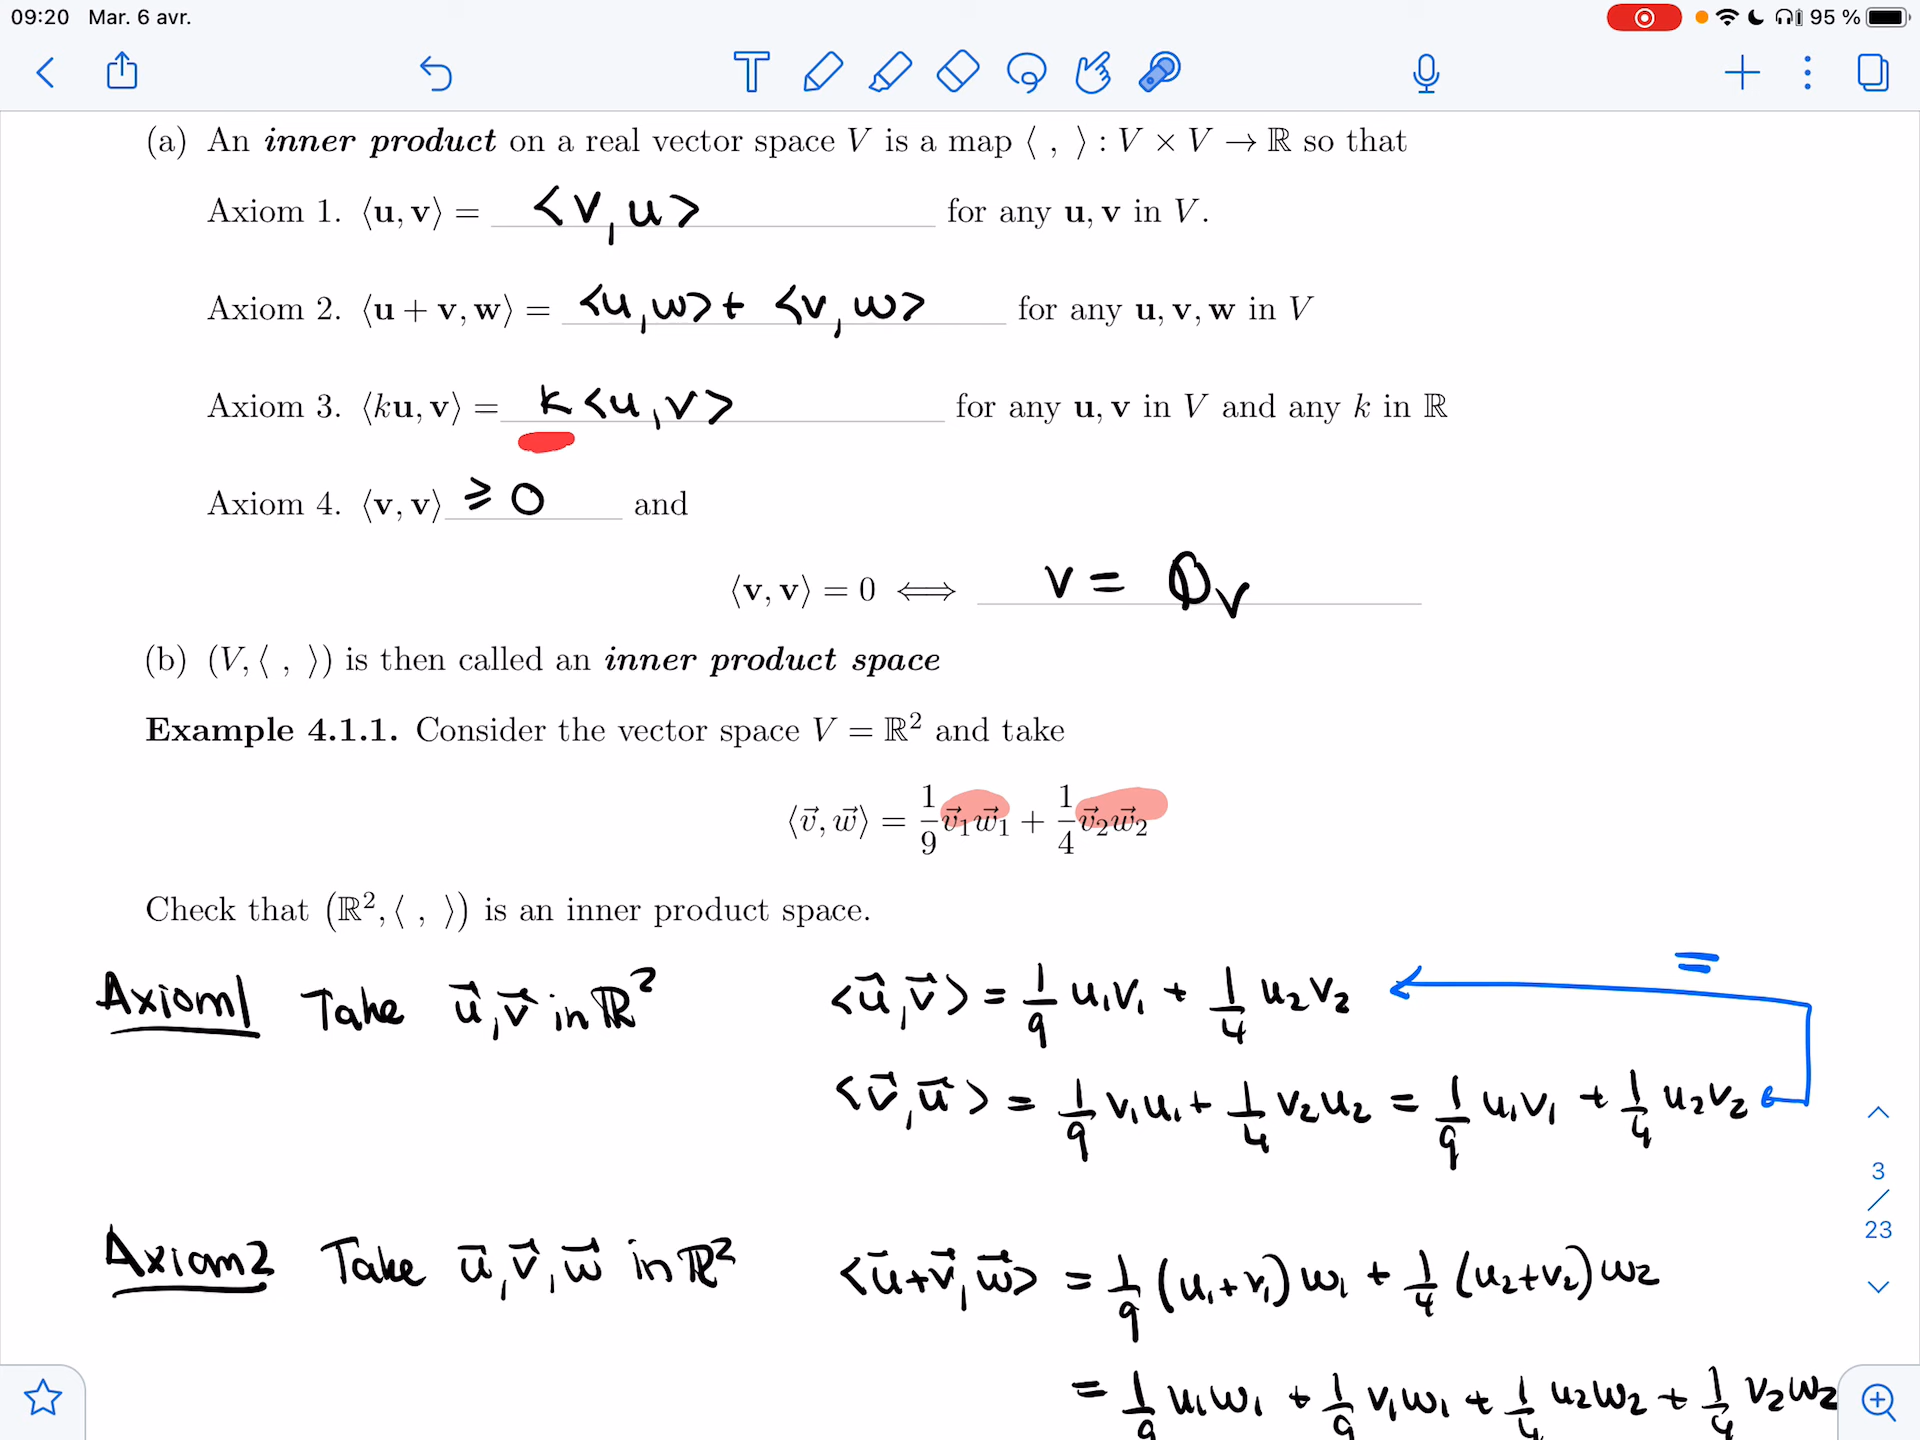 09:20 Mar. 6 avr. 95 %
(a) An inner product on a real vector space V is a map ⟨ , ⟩ : V × V → ℝ so that
Axiom 1. ⟨u, v⟩ = <v,u> for any u, v in V.
Axiom 2. ⟨u + v, w⟩ = <u,w> + <v,w> for any u, v, w in V
Axiom 3. ⟨ku, v⟩ = k<u,v> for any u, v in V and any k in ℝ
Axiom 4. ⟨v, v⟩ ⩾ 0 and
⟨v, v⟩ = 0 ⟺ v = 0_V
(b) (V, ⟨ , ⟩) is then called an inner product space
Example 4.1.1. Consider the vector space V = ℝ² and take
⟨v⃗, w⃗⟩ = 1/9 v⃗₁w⃗₁ + 1/4 v⃗₂w⃗₂
Check that (ℝ², ⟨ , ⟩) is an inner product space.
=
Axiom1 Take u⃗,v⃗ in ℝ² <u⃗,v⃗> = 1/9 u₁v₁ + 1/4 u₂v₂
<v⃗,u⃗> = 1/9 v₁u₁ + 1/4 v₂u₂ = 1/9 u₁v₁ + 1/4 u₂v₂
3 / 23
Axiom2 Take u⃗,v⃗,w⃗ in ℝ² <u⃗+v⃗,w⃗> = 1/9 (u₁+v₁)w₁ + 1/4 (u₂+v₂)w₂
= 1/9 u₁w₁ + 1/9 v₁w₁ + 1/4 u₂w₂ + 1/4 v₂w₂